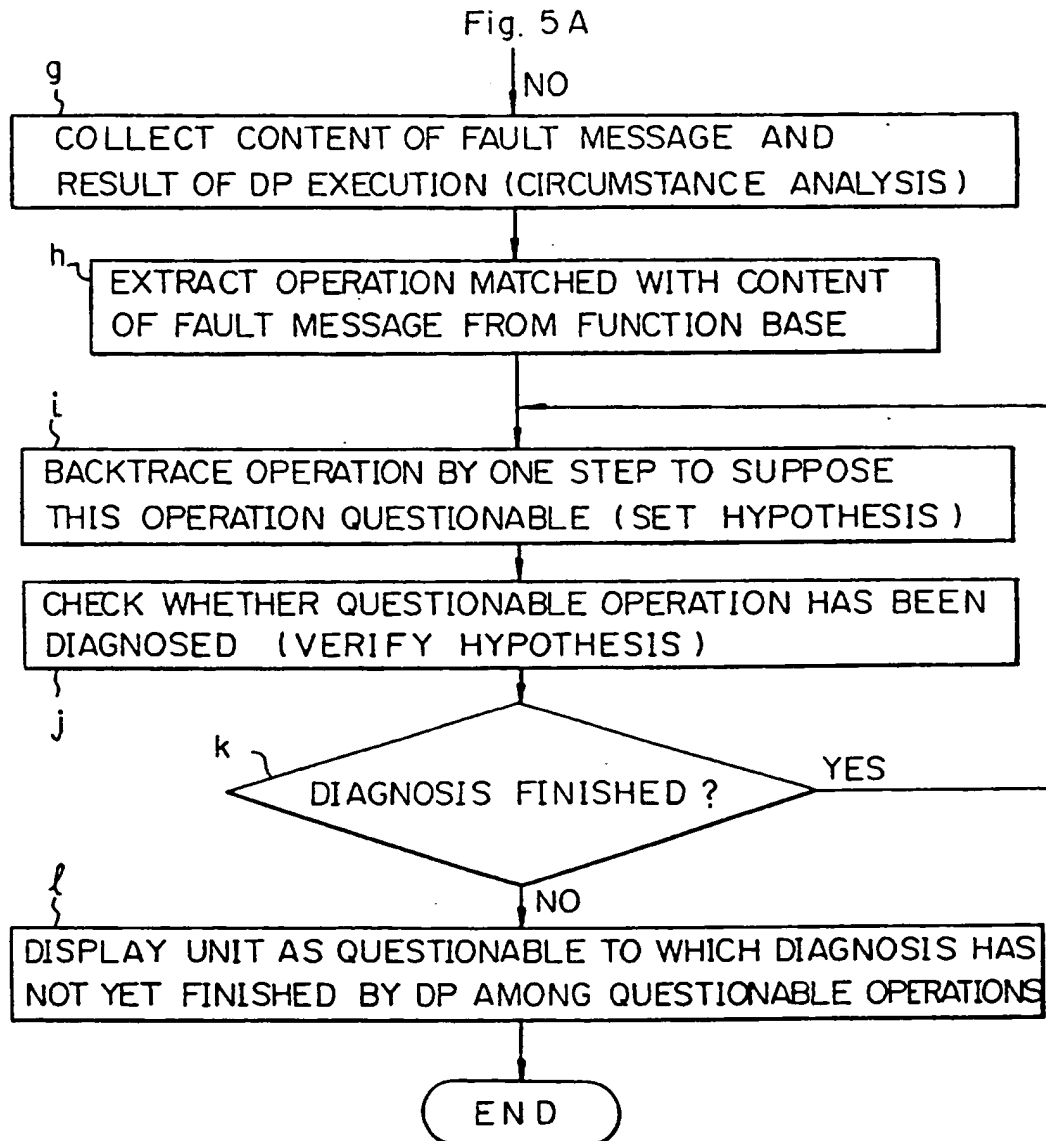 Fig. 5A
g
NO
COLLECT CONTENT OF FAULT MESSAGE AND
RESULT OF DP EXECUTION (CIRCUMSTANCE ANALYSIS)
h
EXTRACT OPERATION MATCHED WITH CONTENT
OF FAULT MESSAGE FROM FUNCTION BASE
i
BACKTRACE OPERATION BY ONE STEP TO SUPPOSE
THIS OPERATION QUESTIONABLE (SET HYPOTHESIS)
CHECK WHETHER QUESTIONABLE OPERATION HAS BEEN
DIAGNOSED (VERIFY HYPOTHESIS)
j
k
DIAGNOSIS FINISHED ?
YES
NO
ℓ
DISPLAY UNIT AS QUESTIONABLE TO WHICH DIAGNOSIS HAS
NOT YET FINISHED BY DP AMONG QUESTIONABLE OPERATIONS
END